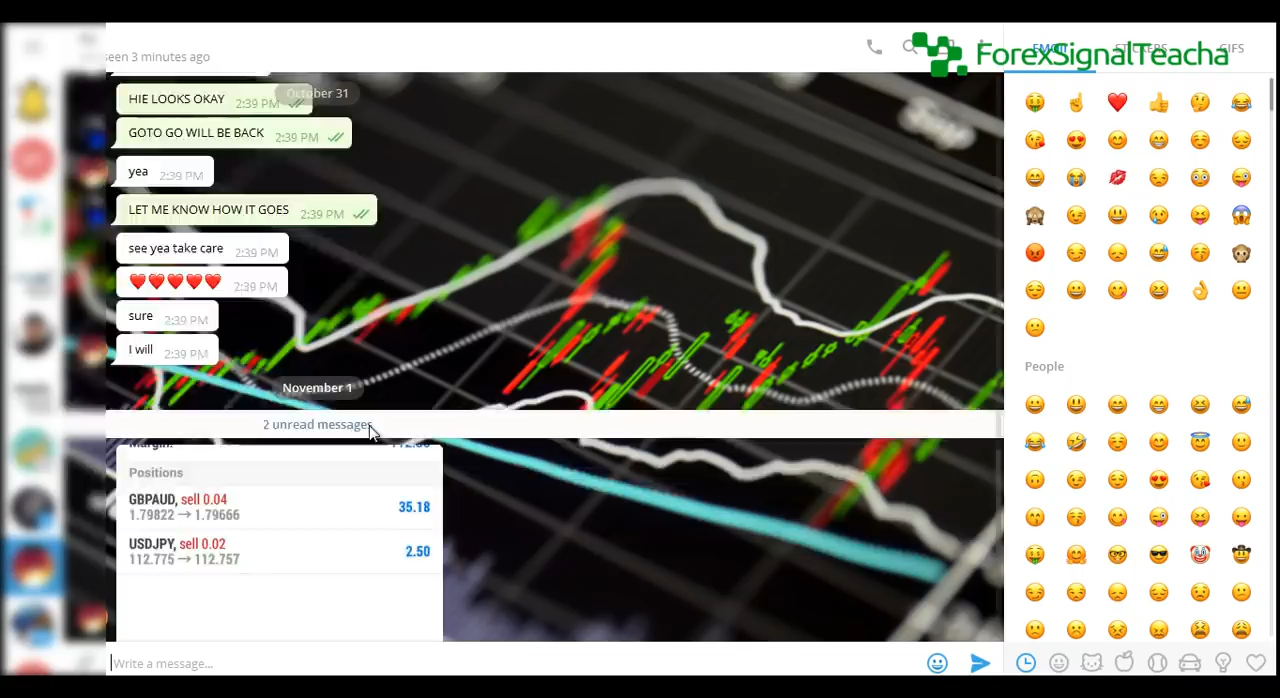 seen 3 minutes ago
EMOJI STICKERS GIFS
ForexSignalTeacha
October 31
HIE LOOKS OKAY 2:39 PM
GOTO GO WILL BE BACK 2:39 PM
yea 2:39 PM
LET ME KNOW HOW IT GOES 2:39 PM
see yea take care 2:39 PM
2:39 PM
sure 2:39 PM
I will 2:39 PM
November 1
2 unread messages
Margin:
Positions
GBPAUD, sell 0.04
1.79822 → 1.79666 35.18
USDJPY, sell 0.02
112.775 → 112.757 2.50
Write a message...
People